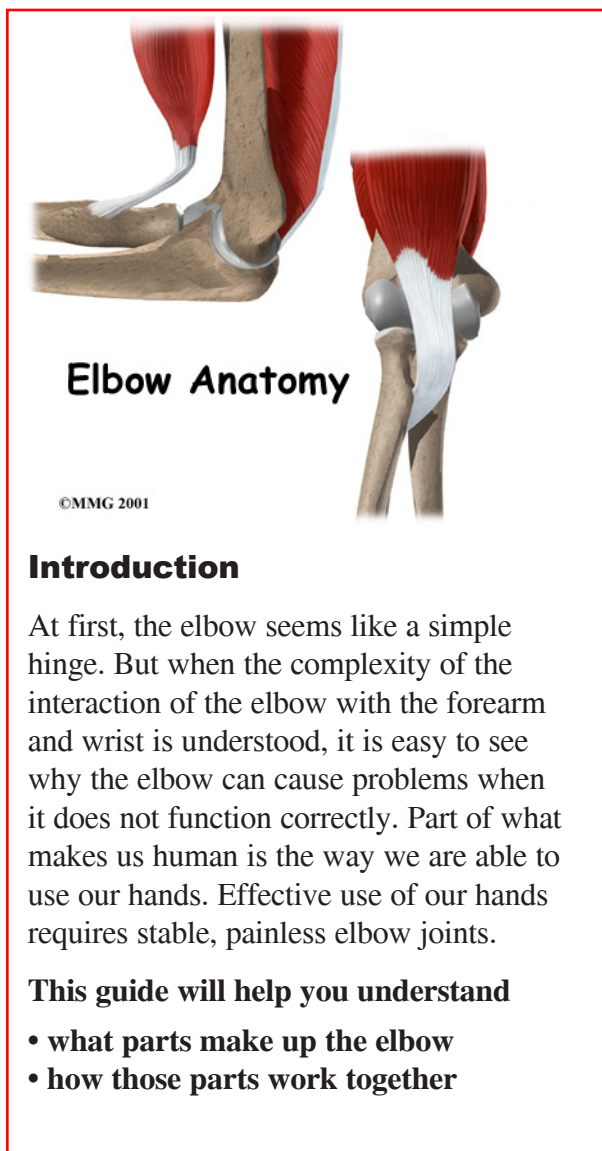 Elbow Anatomy
©MMG 2001
Introduction
At first, the elbow seems like a simple
hinge. But when the complexity of the
interaction of the elbow with the forearm
and wrist is understood, it is easy to see
why the elbow can cause problems when
it does not function correctly. Part of what
makes us human is the way we are able to
use our hands. Effective use of our hands
requires stable, painless elbow joints.
This guide will help you understand
• what parts make up the elbow
• how those parts work together